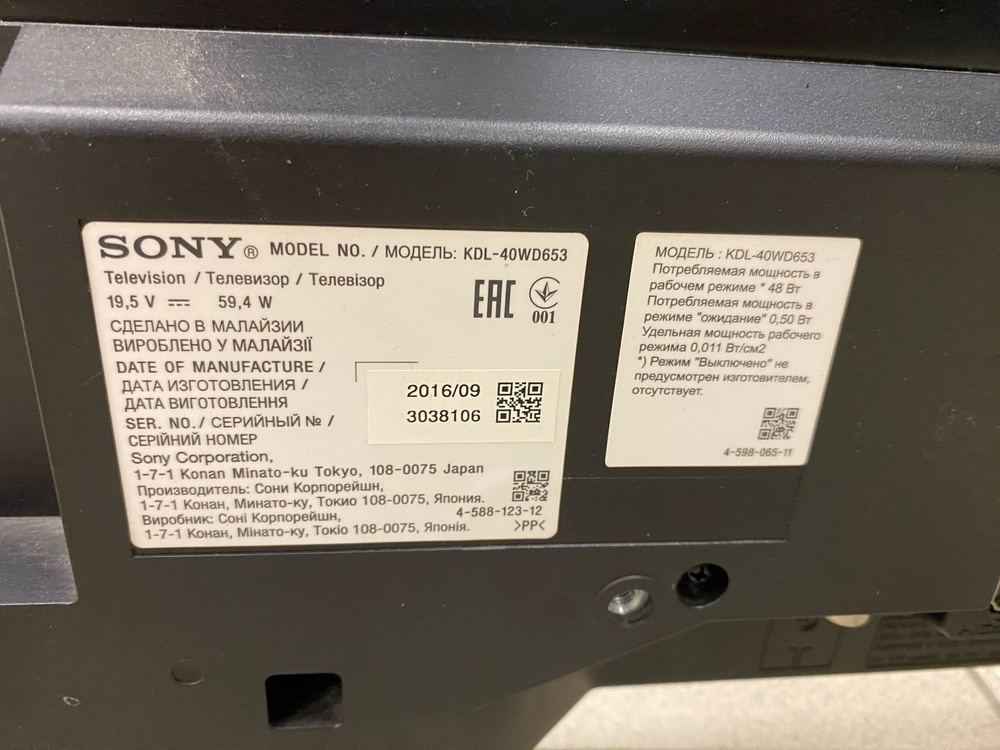 SONY® MODEL NO. / МОДЕЛЬ: KDL-40WD653
Television / Телевизор / Телевізор
19,5 V ⎓ 59,4 W
EAC
001
СДЕЛАНО В МАЛАЙЗИИ
ВИРОБЛЕНО У МАЛАЙЗІЇ
DATE OF MANUFACTURE /
ДАТА ИЗГОТОВЛЕНИЯ /
ДАТА ВИГОТОВЛЕННЯ
2016/09
3038106
SER. NO. / СЕРИЙНЫЙ № /
СЕРІЙНИЙ НОМЕР
Sony Corporation,
1-7-1 Konan Minato-ku Tokyo, 108-0075 Japan
Производитель: Сони Корпорейшн,
1-7-1 Конан, Минато-ку, Токио 108-0075, Япония.
Виробник: Соні Корпорейшн,
1-7-1 Конан, Мінато-ку, Токіо 108-0075, Японія.
4-588-123-12
>PP<
МОДЕЛЬ : KDL-40WD653
Потребляемая мощность в
рабочем режиме * 48 Вт
Потребляемая мощность в
режиме "ожидание" 0,50 Вт
Удельная мощность рабочего
режима 0,011 Вт/см2
*) Режим "Выключено" не
предусмотрен изготовителем,
отсутствует.
4-598-065-11